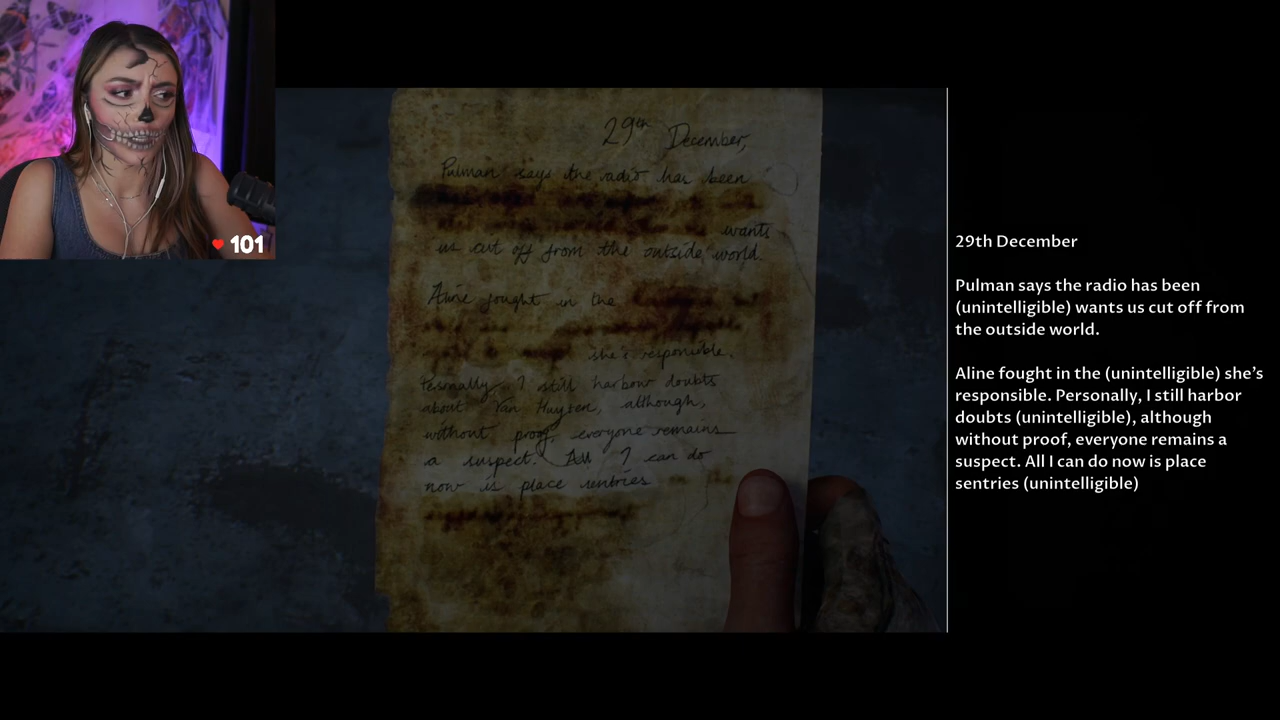 101
29th December,
Pulman says the radio has been
wants
us cut off from the outside world.
Aline fought in the
she's responsible.
Personally, I still harbour doubts
about Van Huyten, although,
without proof, everyone remains
a suspect. All I can do
now is place sentries
29th December
Pulman says the radio has been
(unintelligible) wants us cut off from
the outside world.
Aline fought in the (unintelligible) she's
responsible. Personally, I still harbor
doubts (unintelligible), although
without proof, everyone remains a
suspect. All I can do now is place
sentries (unintelligible)